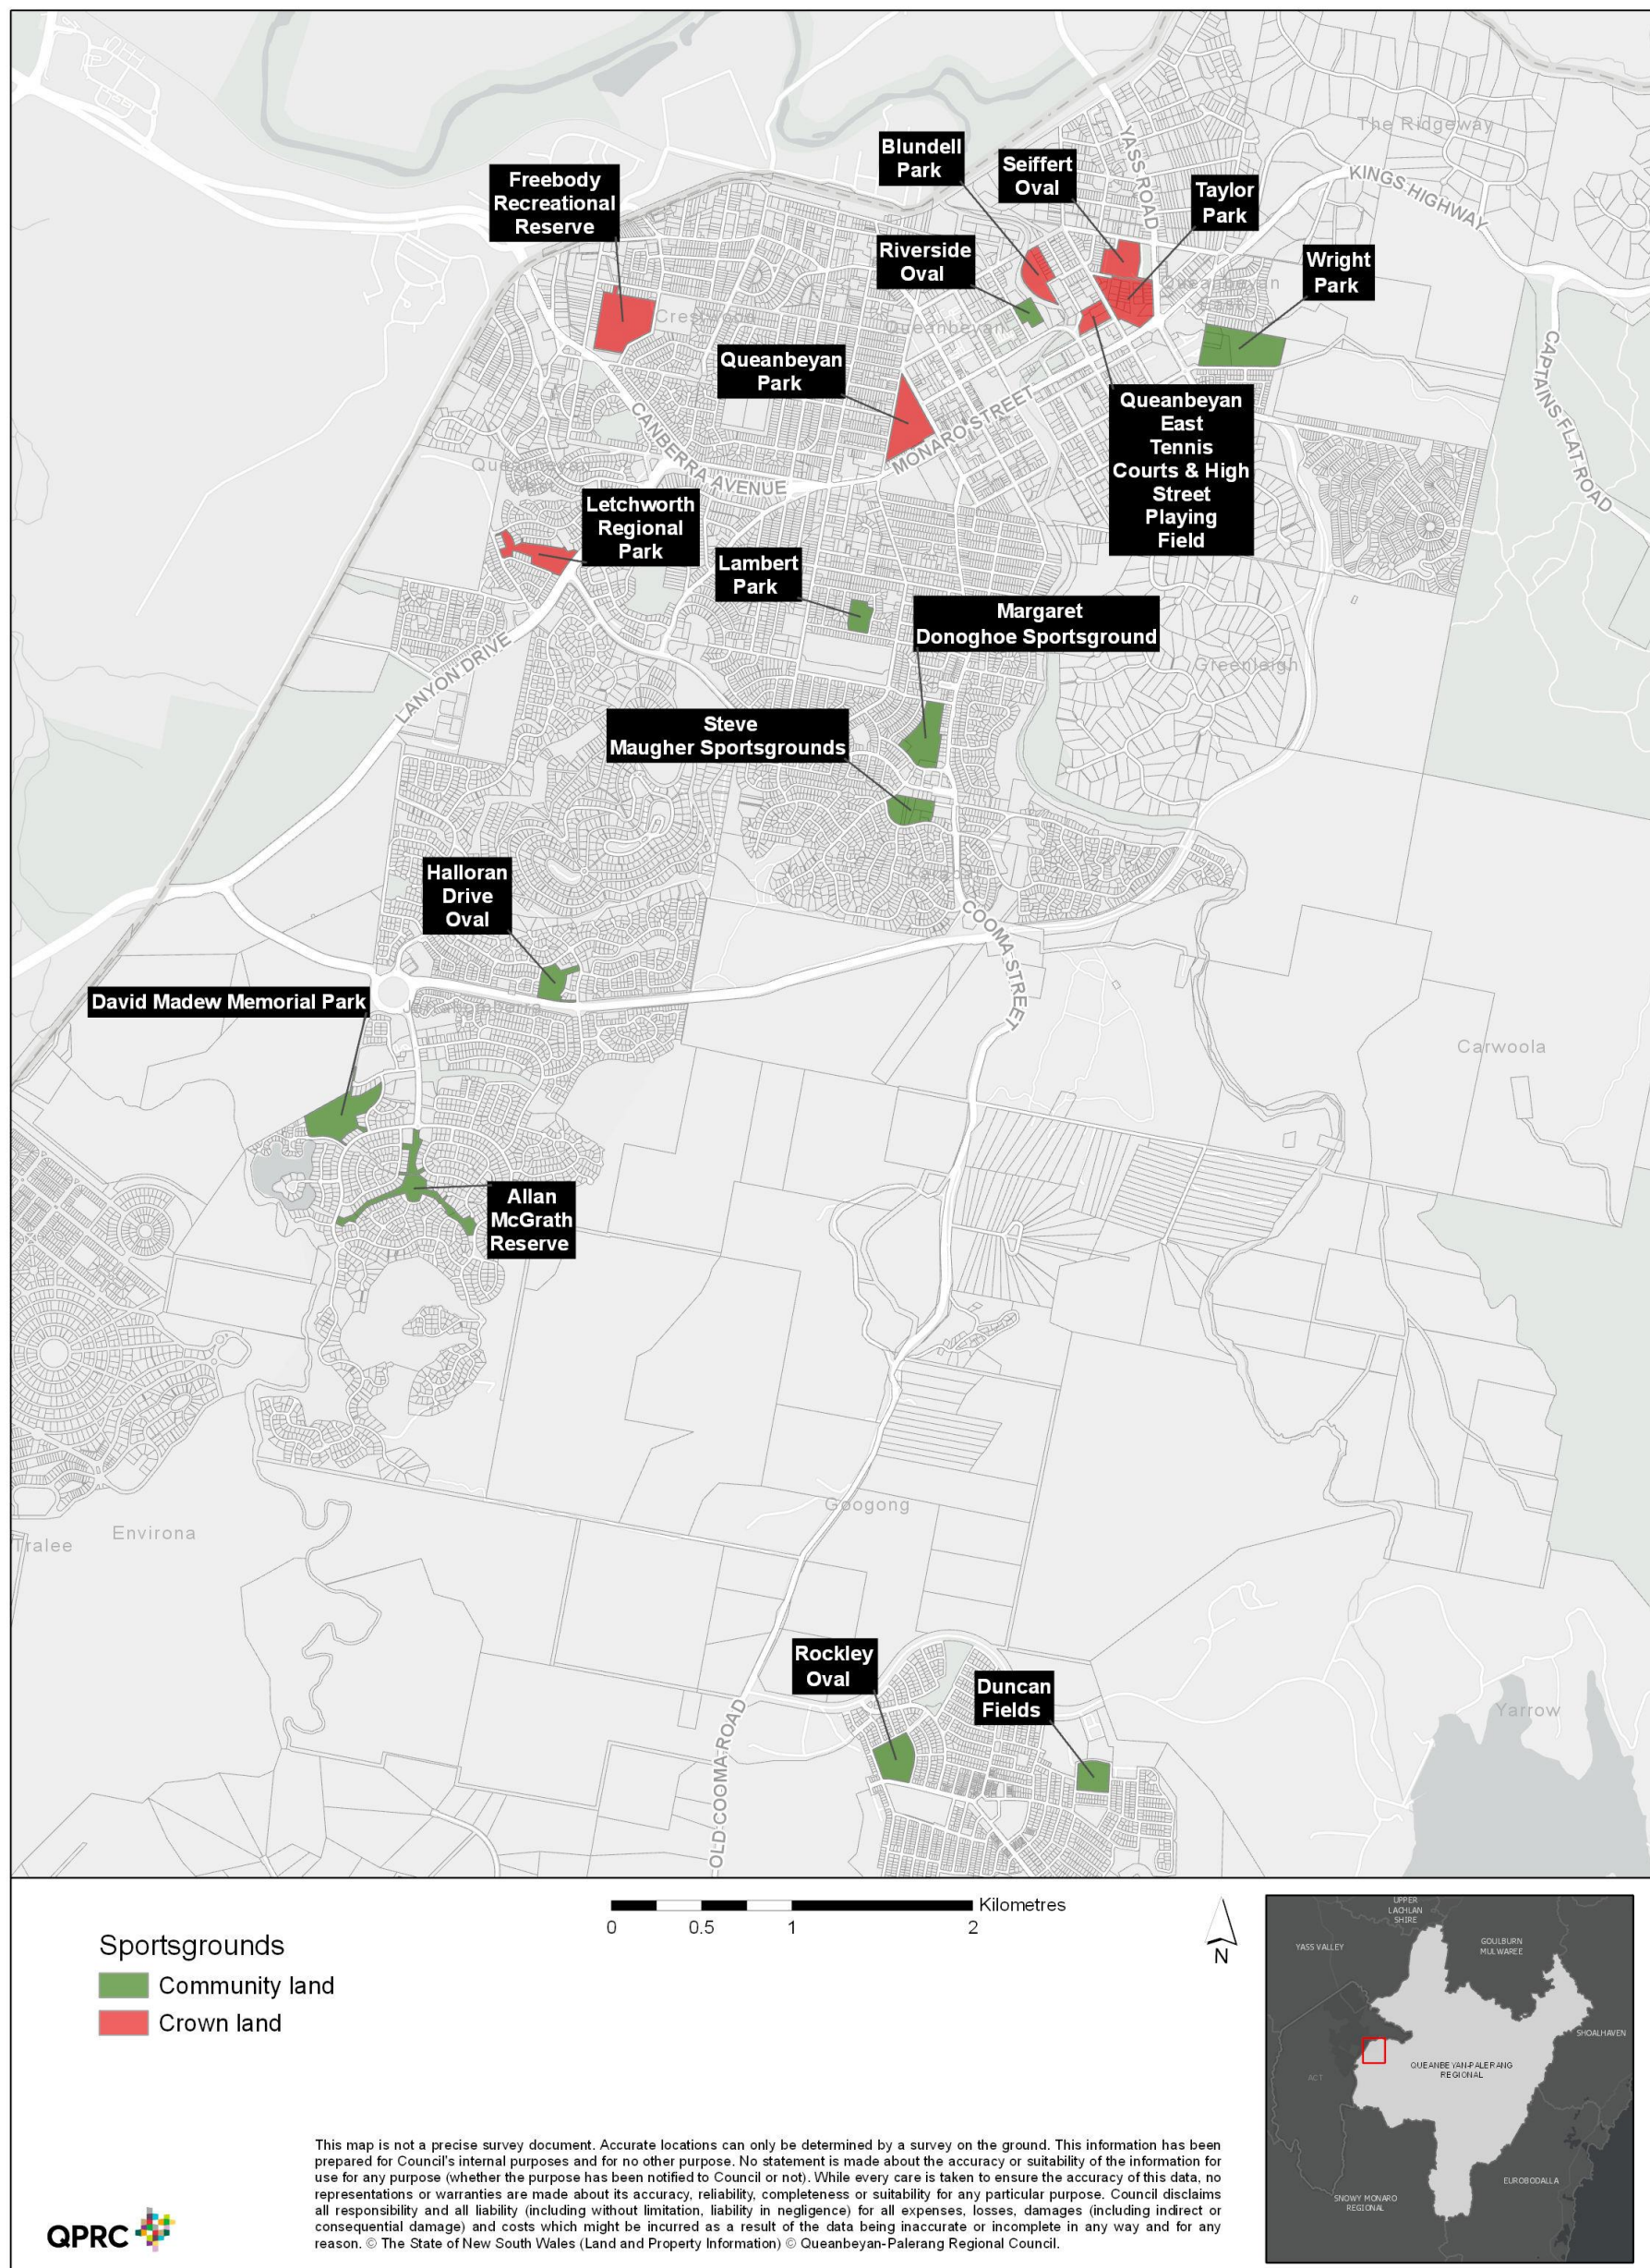 The Ridgeway
YASS ROAD
KINGS HIGHWAY
Blundell
Park
Seiffert
Oval
Taylor
Park
Freebody
Recreational
Reserve
Riverside
Oval
Wright
Park
Queanbeyan
East
Crestwood
Queanbeyan
CAPTAINS FLAT ROAD
Queanbeyan
Park
MONARO STREET
CANBERRA AVENUE
Queanbeyan
East
Tennis
Courts & High
Street
Playing
Field
Queanbeyan
West
Letchworth
Regional
Park
Lambert
Park
Margaret
Donoghoe Sportsground
LANYON DRIVE
Greenleigh
Steve
Maugher Sportsgrounds
Karabar
Halloran
Drive
Oval
COOMA STREET
David Madew Memorial Park
Jerrabomberra
Carwoola
Allan
McGrath
Reserve
Googong
Environa
Tralee
Rockley
Oval
Duncan
Fields
Yarrow
OLD COOMA ROAD
Kilometres
0 0.5 1 2
N
Sportsgrounds
Community land
Crown land
UPPER
LACHLAN
SHIRE
YASS VALLEY
GOULBURN
MULWAREE
SHOALHAVEN
QUEANBEYAN-PALERANG
REGIONAL
ACT
EUROBODALLA
SNOWY MONARO
REGIONAL
This map is not a precise survey document. Accurate locations can only be determined by a survey on the ground. This information has been
prepared for Council's internal purposes and for no other purpose. No statement is made about the accuracy or suitability of the information for
use for any purpose (whether the purpose has been notified to Council or not). While every care is taken to ensure the accuracy of this data, no
representations or warranties are made about its accuracy, reliability, completeness or suitability for any particular purpose. Council disclaims
all responsibility and all liability (including without limitation, liability in negligence) for all expenses, losses, damages (including indirect or
consequential damage) and costs which might be incurred as a result of the data being inaccurate or incomplete in any way and for any
reason. © The State of New South Wales (Land and Property Information) © Queanbeyan-Palerang Regional Council.
QPRC